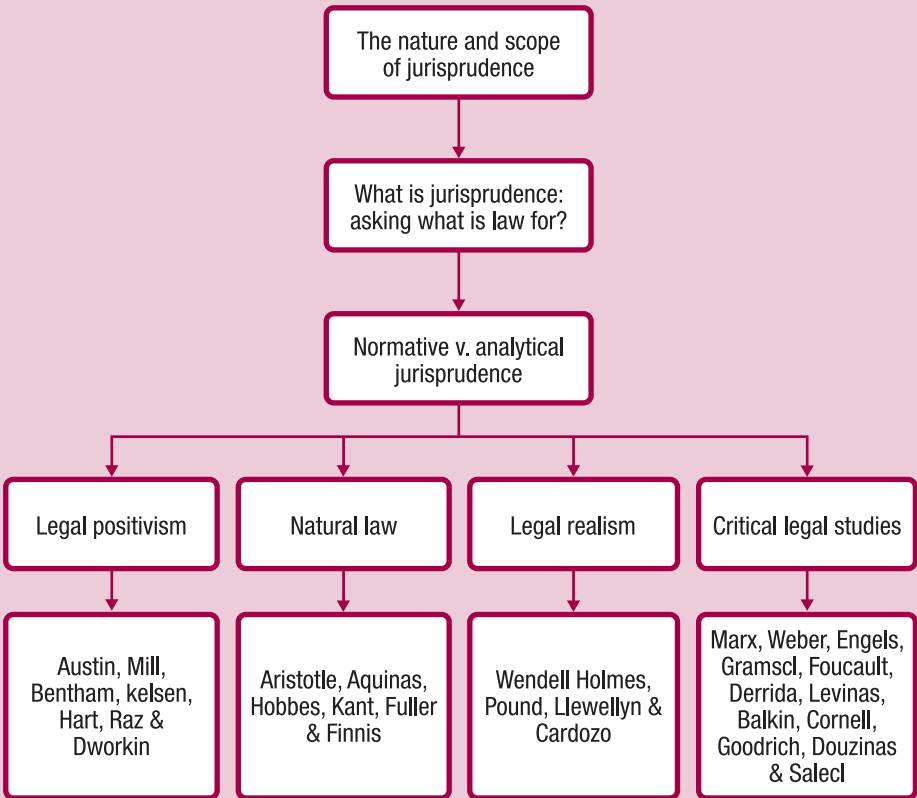 The nature and scope
of jurisprudence
What is jurisprudence:
asking what is law for?
Normative v. analytical
jurisprudence
Legal positivism
Natural law
Legal realism
Critical legal studies
Austin, Mill,
Bentham, kelsen,
Hart, Raz &
Dworkin
Aristotle, Aquinas,
Hobbes, Kant, Fuller
& Finnis
Wendell Holmes,
Pound, Llewellyn &
Cardozo
Marx, Weber, Engels,
Gramscl, Foucault,
Derrida, Levinas,
Balkin, Cornell,
Goodrich, Douzinas
& Salecl